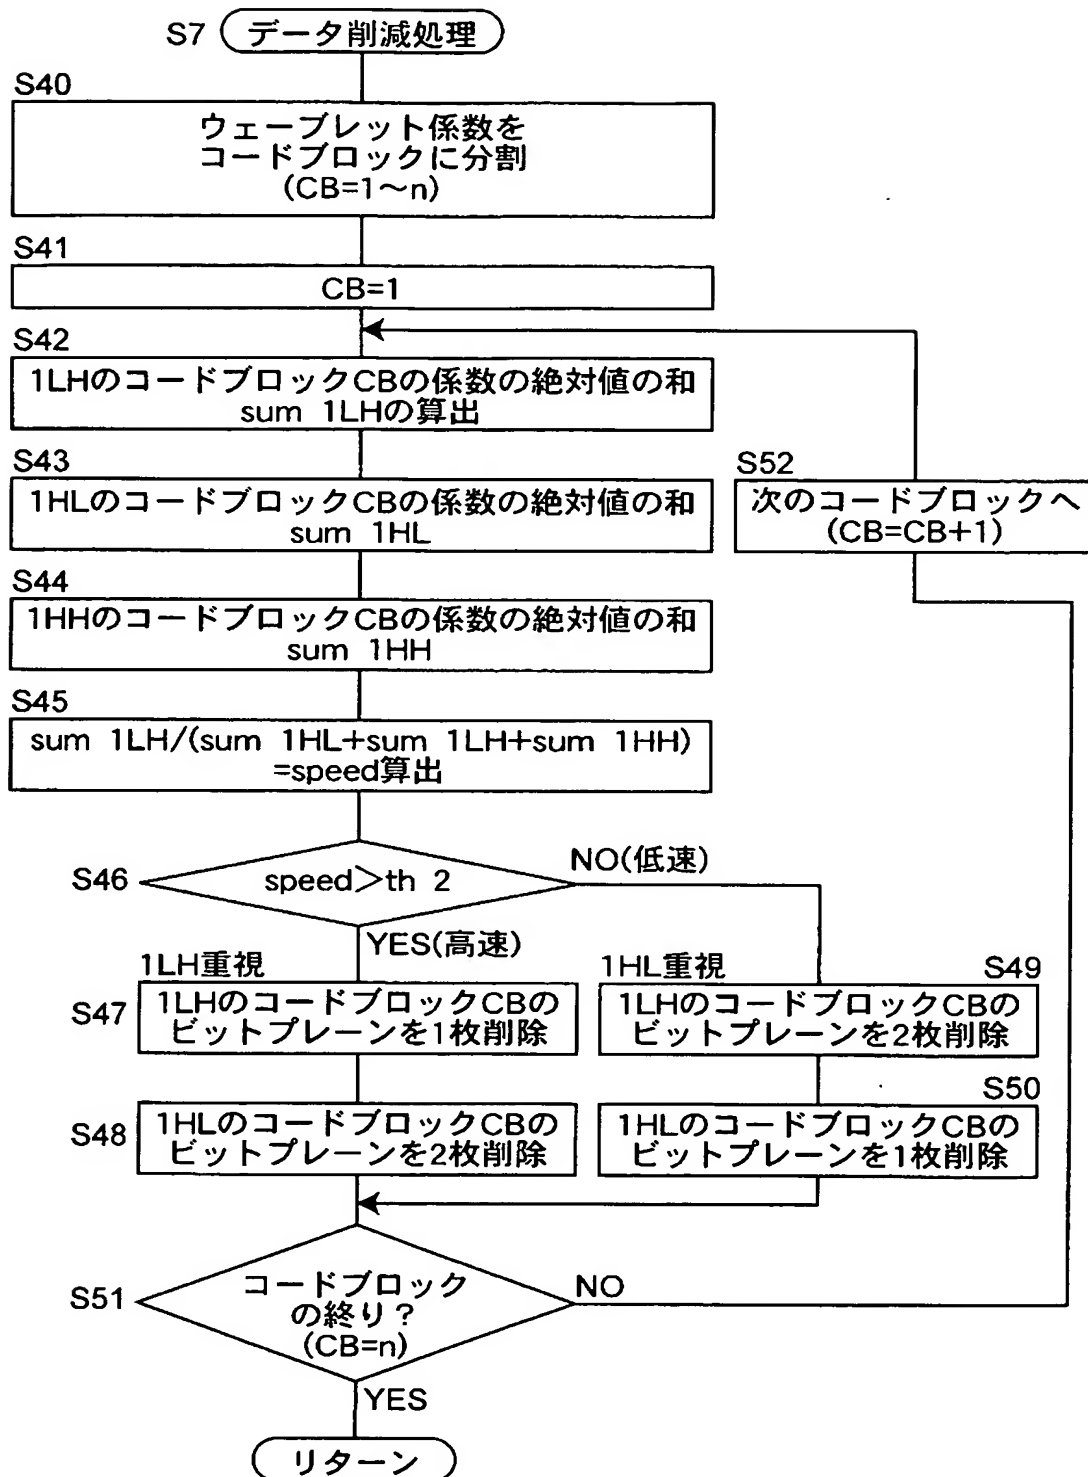 S7 データ削減処理
S40
ウェーブレット係数を
コードブロックに分割
(CB=1～n)
S41
CB=1
S42
1LHのコードブロックCBの係数の絶対値の和
sum 1LHの算出
S43
1HLのコードブロックCBの係数の絶対値の和
sum 1HL
S52
次のコードブロックへ
(CB=CB+1)
S44
1HHのコードブロックCBの係数の絶対値の和
sum 1HH
S45
sum 1LH/(sum 1HL+sum 1LH+sum 1HH)
=speed算出
S46
speed>th 2
NO(低速)
YES(高速)
1LH重視
S47
1LHのコードブロックCBの
ビットプレーンを1枚削除
1HL重視
S49
1LHのコードブロックCBの
ビットプレーンを2枚削除
S48
1HLのコードブロックCBの
ビットプレーンを2枚削除
S50
1HLのコードブロックCBの
ビットプレーンを1枚削除
S51
コードブロック
の終り？
(CB=n)
NO
YES
リターン